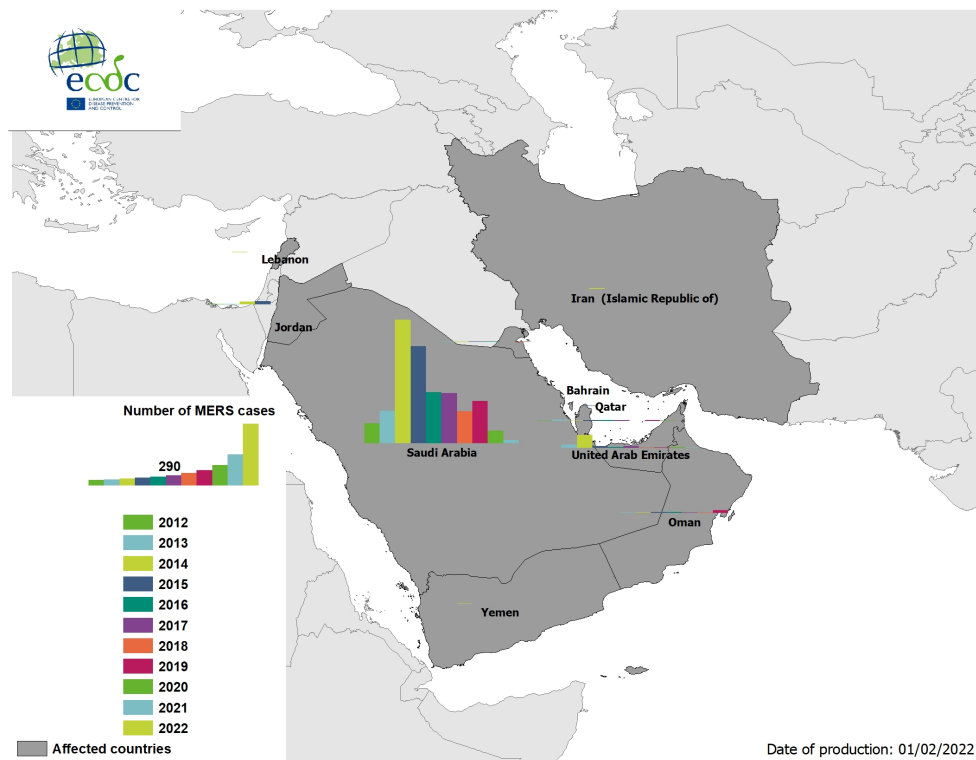 ecdc
EUROPEAN CENTRE FOR
DISEASE PREVENTION
AND CONTROL
Lebanon
Iran (Islamic Republic of)
Jordan
Bahrain
Qatar
Saudi Arabia
United Arab Emirates
Oman
Yemen
Number of MERS cases
290
2012
2013
2014
2015
2016
2017
2018
2019
2020
2021
2022
Affected countries
Date of production: 01/02/2022